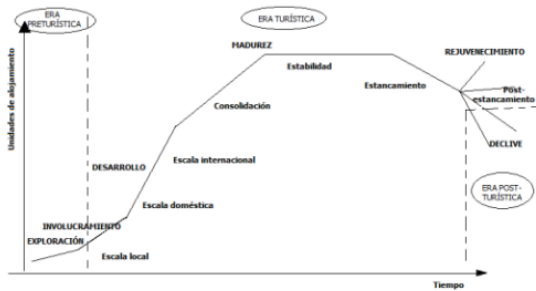 ERA
PRETURÍSTICA
ERA TURÍSTICA
MADUREZ
REJUVENECIMIENTO
Estabilidad
Estancamiento
Post-
estancamiento
Consolidación
DECLIVE
DESARROLLO
Escala internacional
ERA POST-
TURÍSTICA
Escala doméstica
INVOLUCRAMIENTO
EXPLORACIÓN
Escala local
Unidades de alojamiento
Tiempo